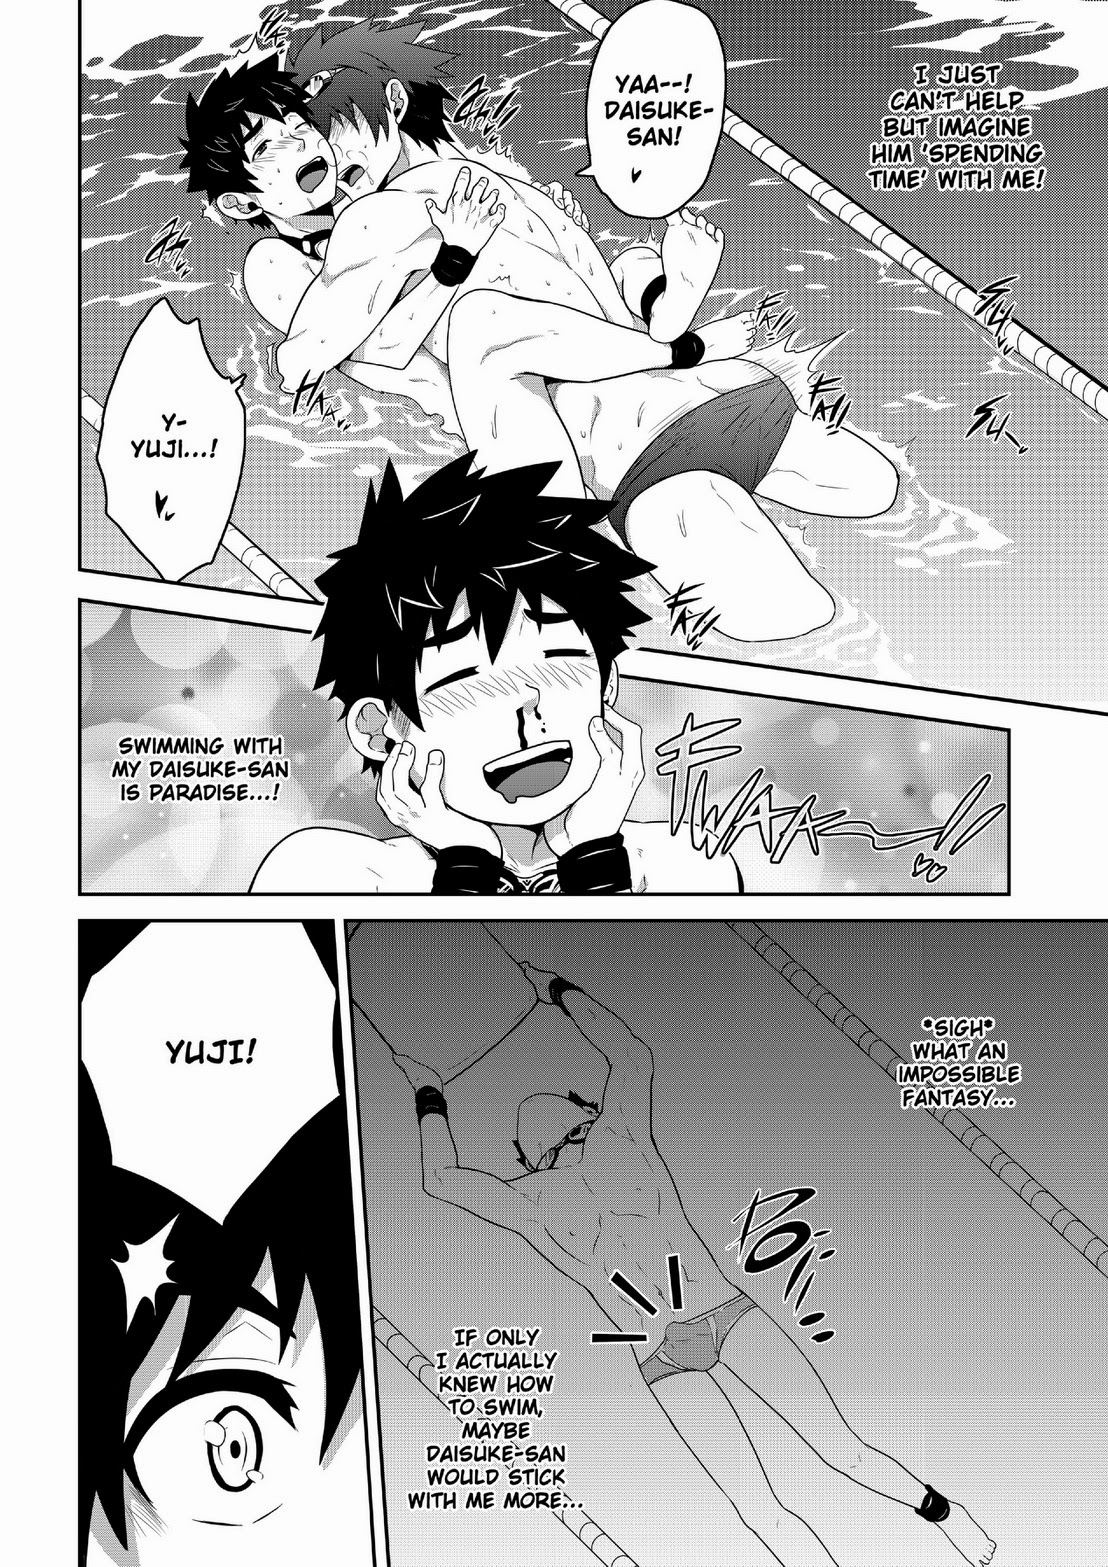 I JUST
CAN'T HELP
BUT IMAGINE
HIM 'SPENDING
TIME' WITH ME!
YAA--!
DAISUKE-
SAN!
Y-
YUJI...!
SWIMMING WITH
MY DAISUKE-SAN
IS PARADISE...!
FWAAA~!!
YUJI!
*SIGH*
WHAT AN
IMPOSSIBLE
FANTASY...
BOI
IF ONLY
I ACTUALLY
KNEW HOW
TO SWIM,
MAYBE
DAISUKE-SAN
WOULD STICK
WITH ME MORE...